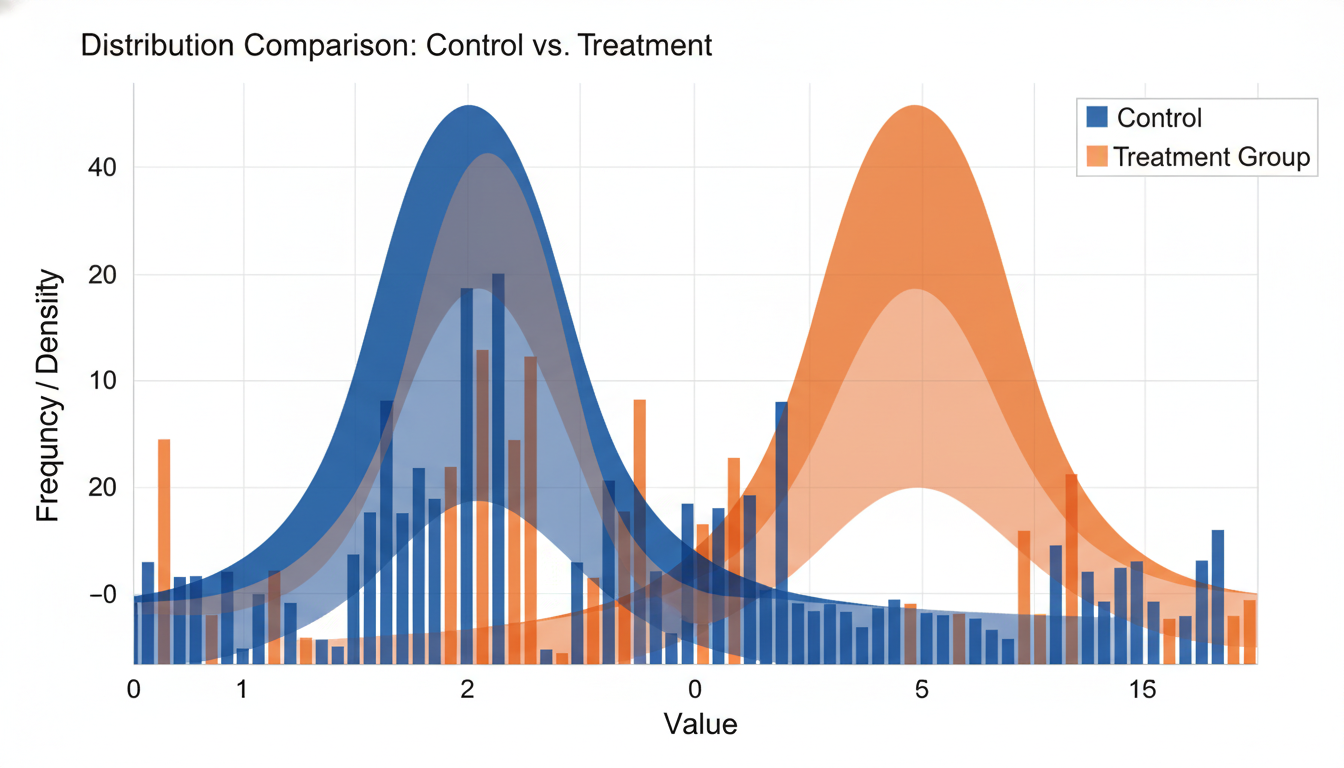 Distribution Comparison: Control vs. Treatment
Control
Treatment Group
Frequncy / Densiity
40
20
10
20
–0
0 1 2 0 5 15
Value